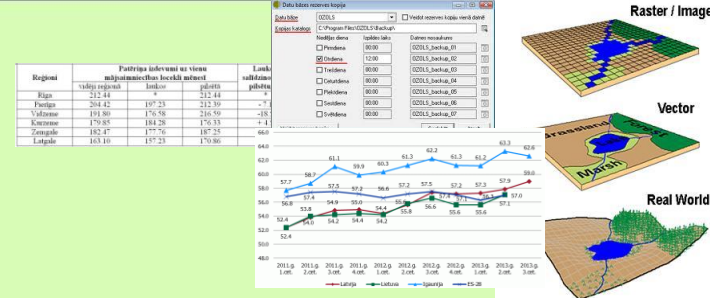 Datu bāzes rezerves kopija
Datu bāze OZOLS Veidot rezerves kopiju vienā datnē
Kopijas katalogs C:\Program Files\OZOLS\Backup\
Nedēļas diena Izpildes laiks Datnes nosaukums
Pirmdiena 00:00 OZOLS_backup_01
Otrdiena 12:00 OZOLS_backup_02
Trešdiena 00:00 OZOLS_backup_03
Ceturtdiena 00:00 OZOLS_backup_04
Piektdiena 00:00 OZOLS_backup_05
Sestdiena 00:00 OZOLS_backup_06
Svētdiena 00:00 OZOLS_backup_07
Reģioni
Patēriņa izdevumi uz vienu
mājsaimniecības locekli mēnesī
vidēji reģionā laukos pilsētā
Rīga 212.44 * 212.44 *
Pierīga 204.42 197.23 212.39 - 7.
Vidzeme 191.80 176.58 216.59 -18.
Kurzeme 179.85 184.28 176.33 + 4.
Zemgale 182.47 177.76 187.25
Latgale 163.10 157.23 170.86
66.0
64.0
62.0
60.0
58.0
56.0
54.0
52.0
50.0
48.0
57.7 58.7 61.1 59.9 60.3 61.3 62.2 61.3 61.2 63.3 62.6
56.8 57.4 57.5 57.2 56.6 57.2 57.5 57.1 57.1 57.0
52.4 53.8 54.9 55.0 54.4 57.2 57.3 57.9 59.0
52.4 54.0 54.2 54.4 54.2 55.8 56.6 55.6 55.6
2011.g. 1.cet.
2011.g. 2.cet.
2011.g. 3.cet.
2011.g. 4.cet.
2012.g. 1.cet.
2012.g. 2.cet.
2012.g. 3.cet.
2012.g. 4.cet.
2013.g. 1.cet.
2013.g. 2.cet.
2013.g. 3.cet.
Latvija Lietuva Igaunija ES-28
Raster / Image
Vector
Grassland
Forest
Lake
Marsh
Real World